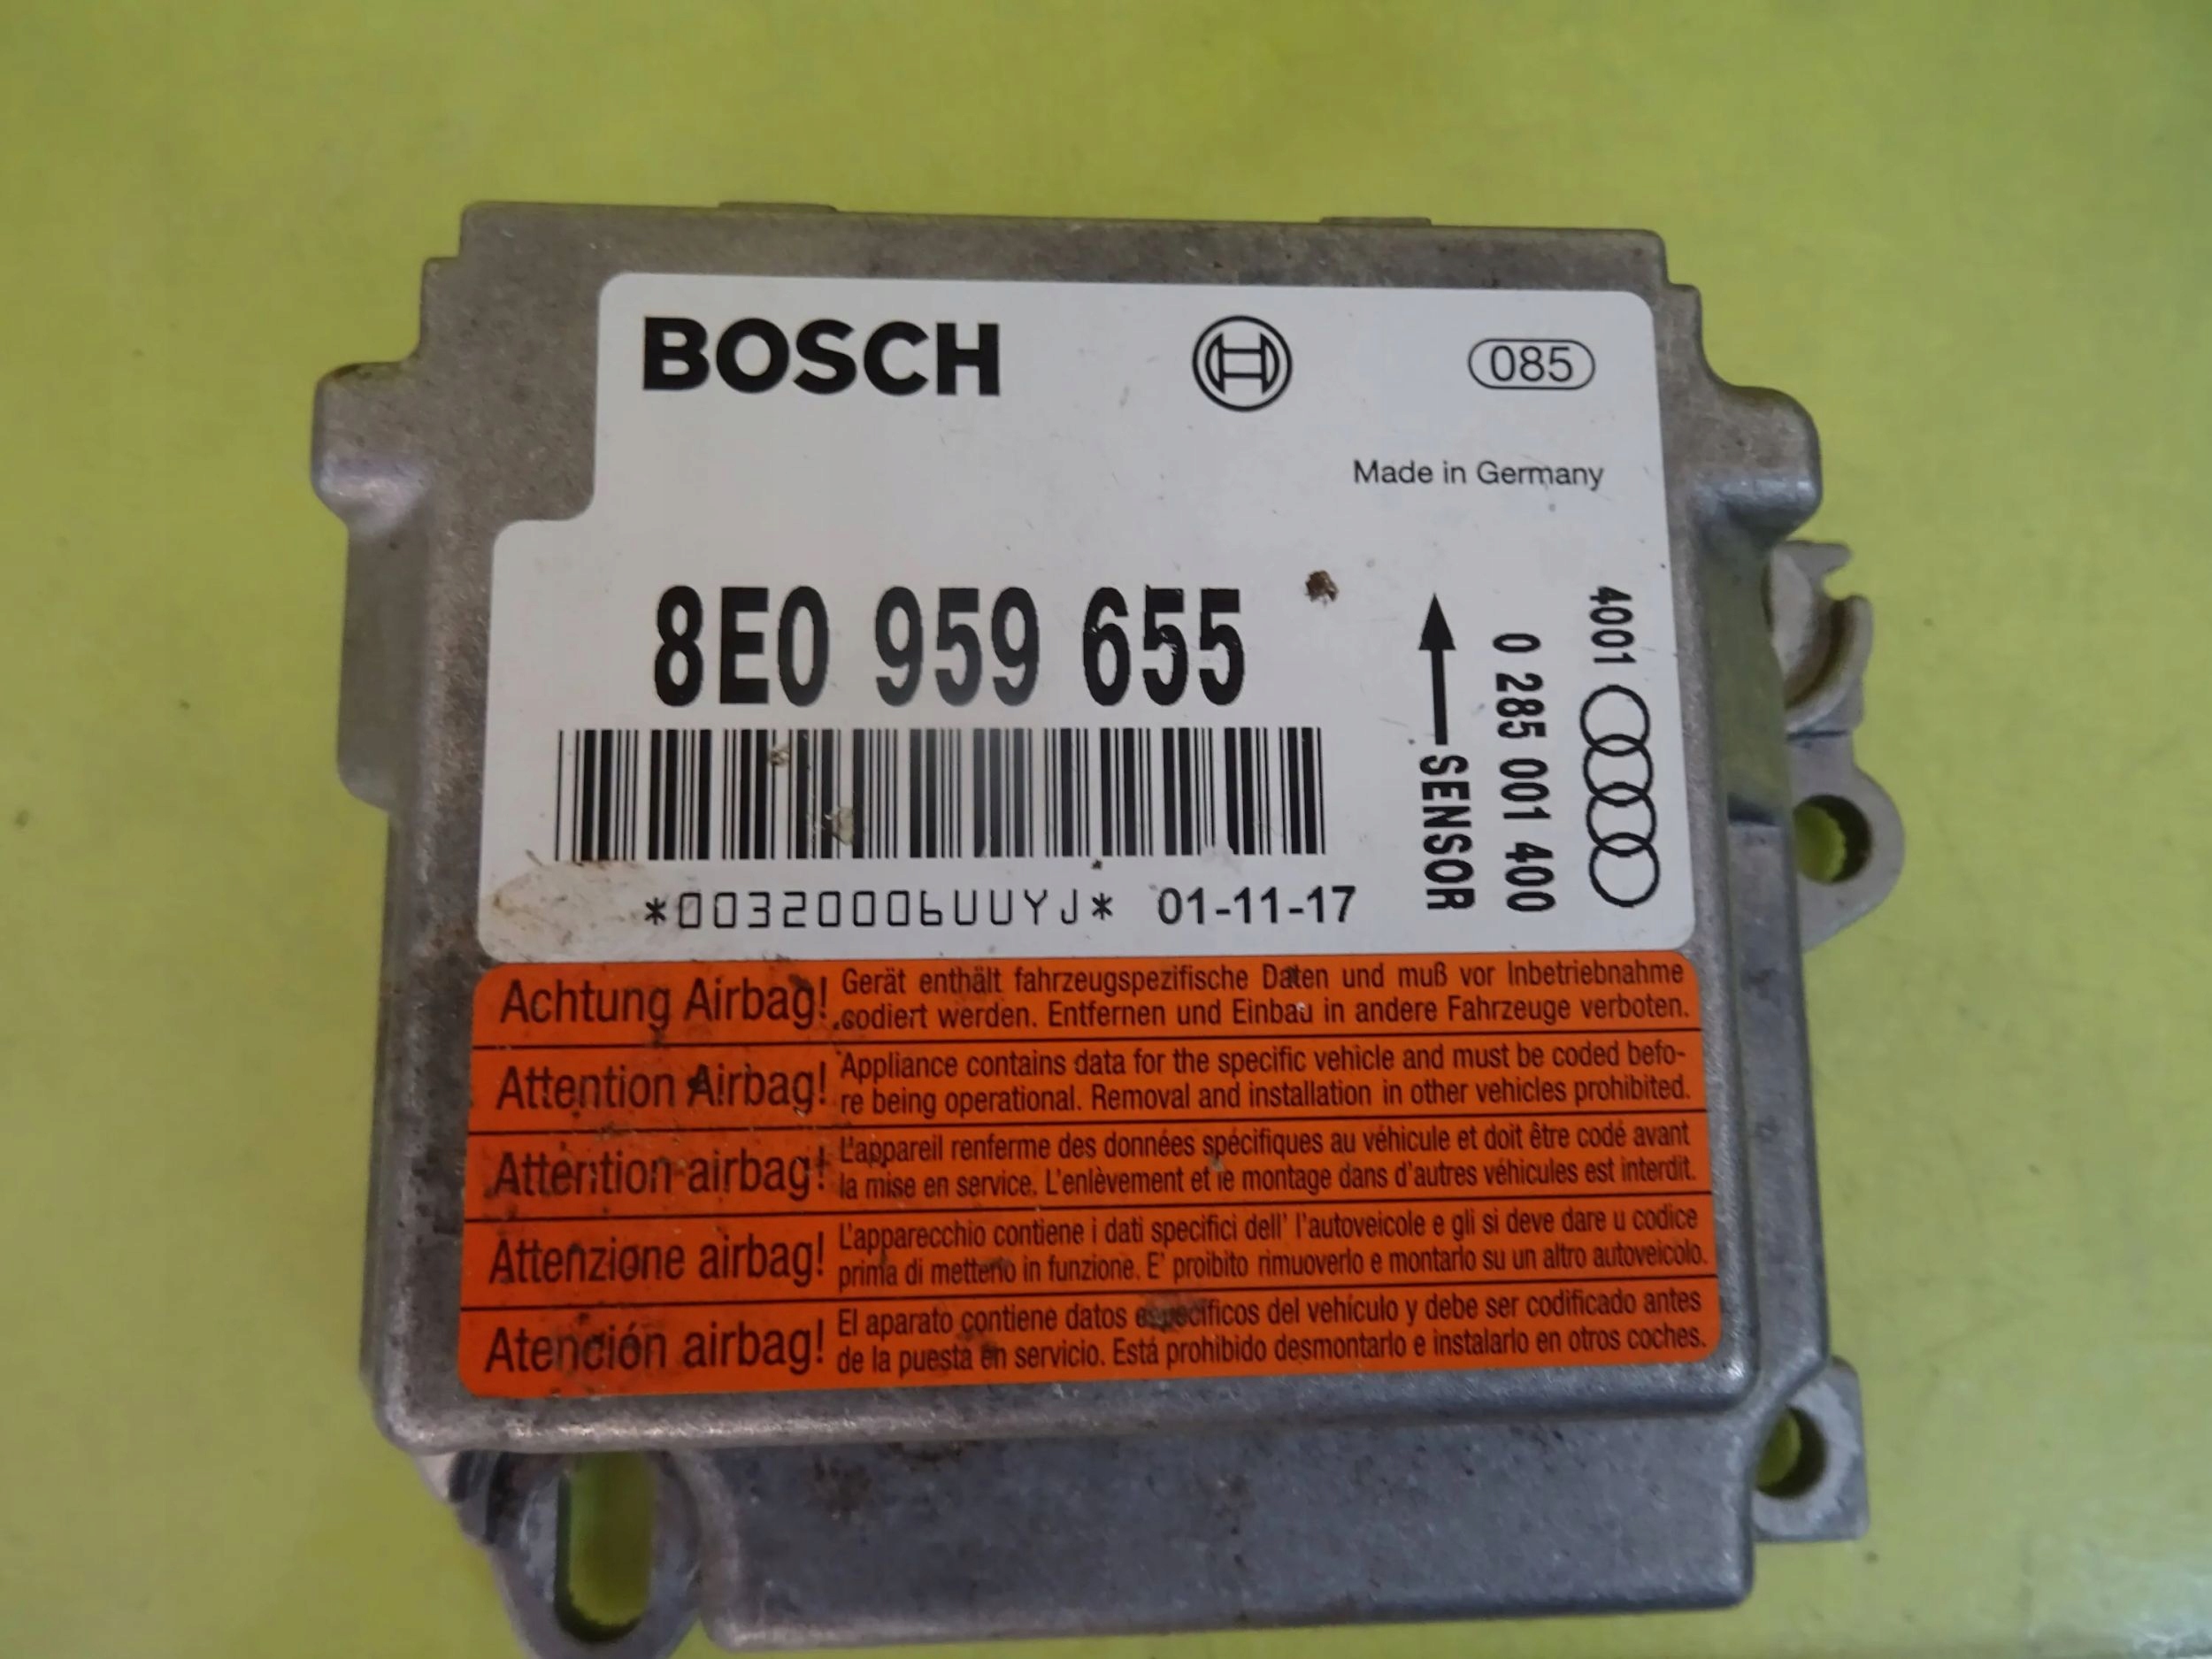 BOSCH
085
Made in Germany
8E0 959 655
*00320006UUYJ* 01-11-17
SENSOR
0 285 001 400
4001
Achtung Airbag! Gerät enthält fahrzeugspezifische Daten und muß vor Inbetriebnahme
codiert werden. Entfernen und Einbau in andere Fahrzeuge verboten.
Attention Airbag! Appliance contains data for the specific vehicle and must be coded befo-
re being operational. Removal and installation in other vehicles prohibited.
Attention airbag! L'appareil renferme des données spécifiques au véhicule et doit être codé avant
la mise en service. L'enlèvement et le montage dans d'autres véhicules est interdit.
Attenzione airbag! L'apparecchio contiene i dati specifici dell' l'autoveicole e gli si deve dare u codice
prima di metterlo in funzione. E' proibito rimuoverlo e montarlo su un altro autoveicolo.
Atención airbag! El aparato contiene datos específicos del vehículo y debe ser codificado antes
de la puesta en servicio. Está prohibido desmontarlo e instalarlo en otros coches.